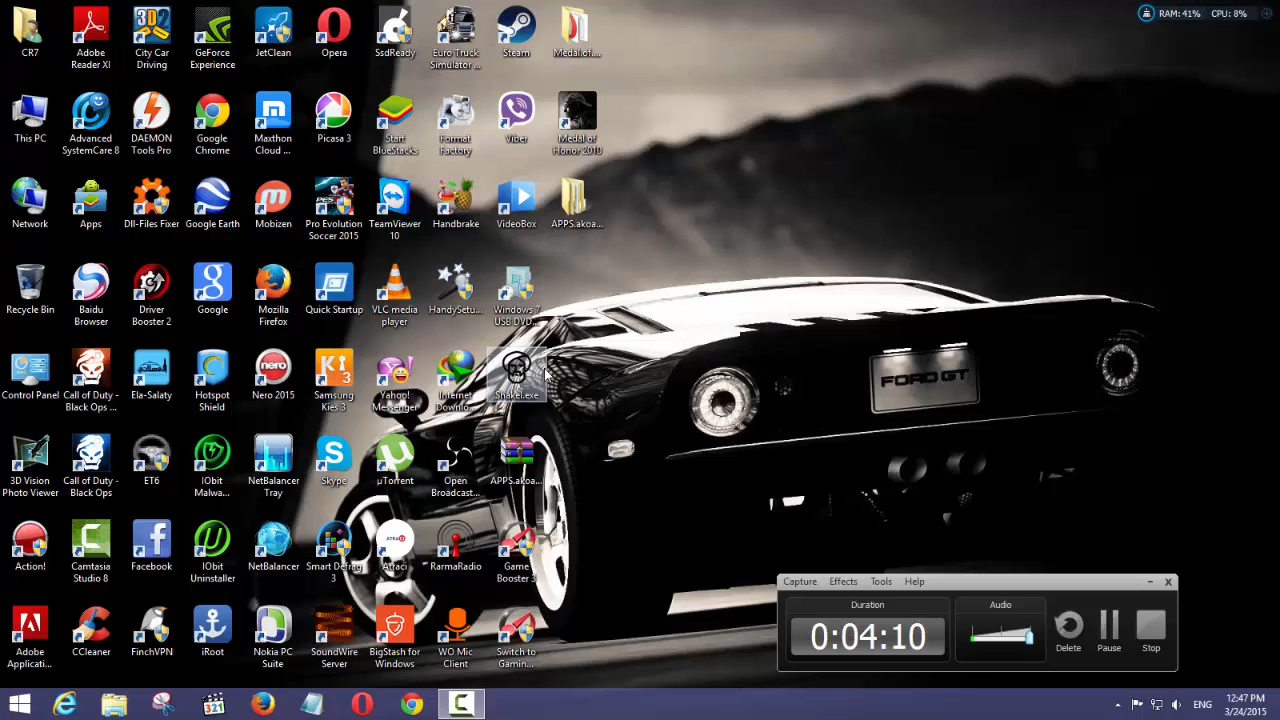 CR7
Adobe
Reader XI
City Car
Driving
GeForce
Experience
JetClean
Opera
SsdReady
Euro Truck
Simulator ...
Steam
Medal.of....
RAM: 41%
CPU: 8%
This PC
Advanced
SystemCare 8
DAEMON
Tools Pro
Google
Chrome
Maxthon
Cloud ...
Picasa 3
Start
BlueStacks
Format
Factory
Viber
Medal of
Honor 2010
Network
Apps
Dll-Files Fixer
Google Earth
Mobizen
Pro Evolution
Soccer 2015
TeamViewer
10
Handbrake
VideoBox
APPS.akoa...
Recycle Bin
Baidu
Browser
Driver
Booster 2
Google
Mozilla
Firefox
Quick Startup
VLC media
player
HandySetu...
Windows 7
USB DVD...
Control Panel
Call of Duty -
Black Ops ...
Ela-Salaty
Hotspot
Shield
Nero 2015
Samsung
Kies 3
Yahoo!
Messenger
Internet
Downlo...
Shakel.exe
FORD GT
3D Vision
Photo Viewer
Call of Duty -
Black Ops
ET6
IObit
Malwa...
NetBalancer
Tray
Skype
µTorrent
Open
Broadcast...
APPS.akoa...
Action!
Camtasia
Studio 8
Facebook
IObit
Uninstaller
NetBalancer
Smart Defrag
3
Attaci
RarmaRadio
Game
Booster 3
Adobe
Applicati...
CCleaner
FinchVPN
iRoot
Nokia PC
Suite
SoundWire
Server
BigStash for
Windows
WO Mic
Client
Switch to
Gamin...
Capture
Effects
Tools
Help
Duration
0:04:10
Audio
Delete
Pause
Stop
ENG
12:47 PM
3/24/2015